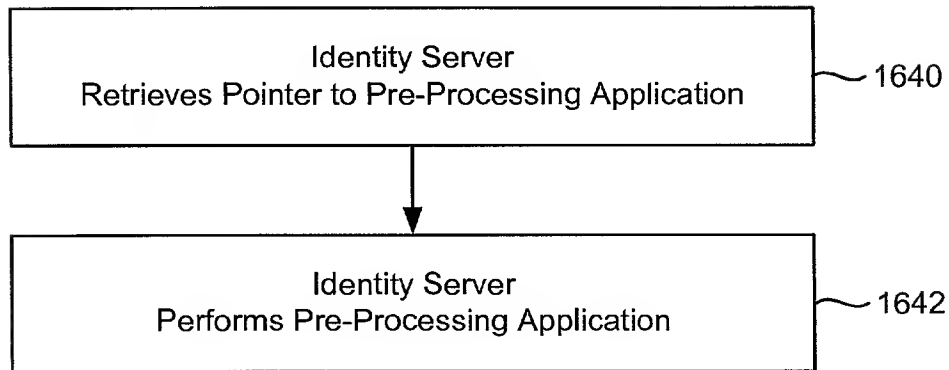 Identity Server
Retrieves Pointer to Pre-Processing Application
1640
Identity Server
Performs Pre-Processing Application
1642